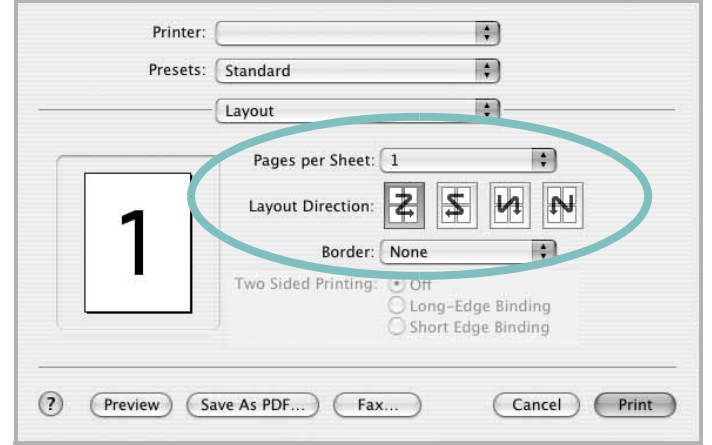 Printer:
Presets: Standard
Layout
Pages per Sheet: 1
Layout Direction:
1
Border: None
Two Sided Printing: Off
Long-Edge Binding
Short Edge Binding
? Preview Save As PDF... Fax... Cancel Print